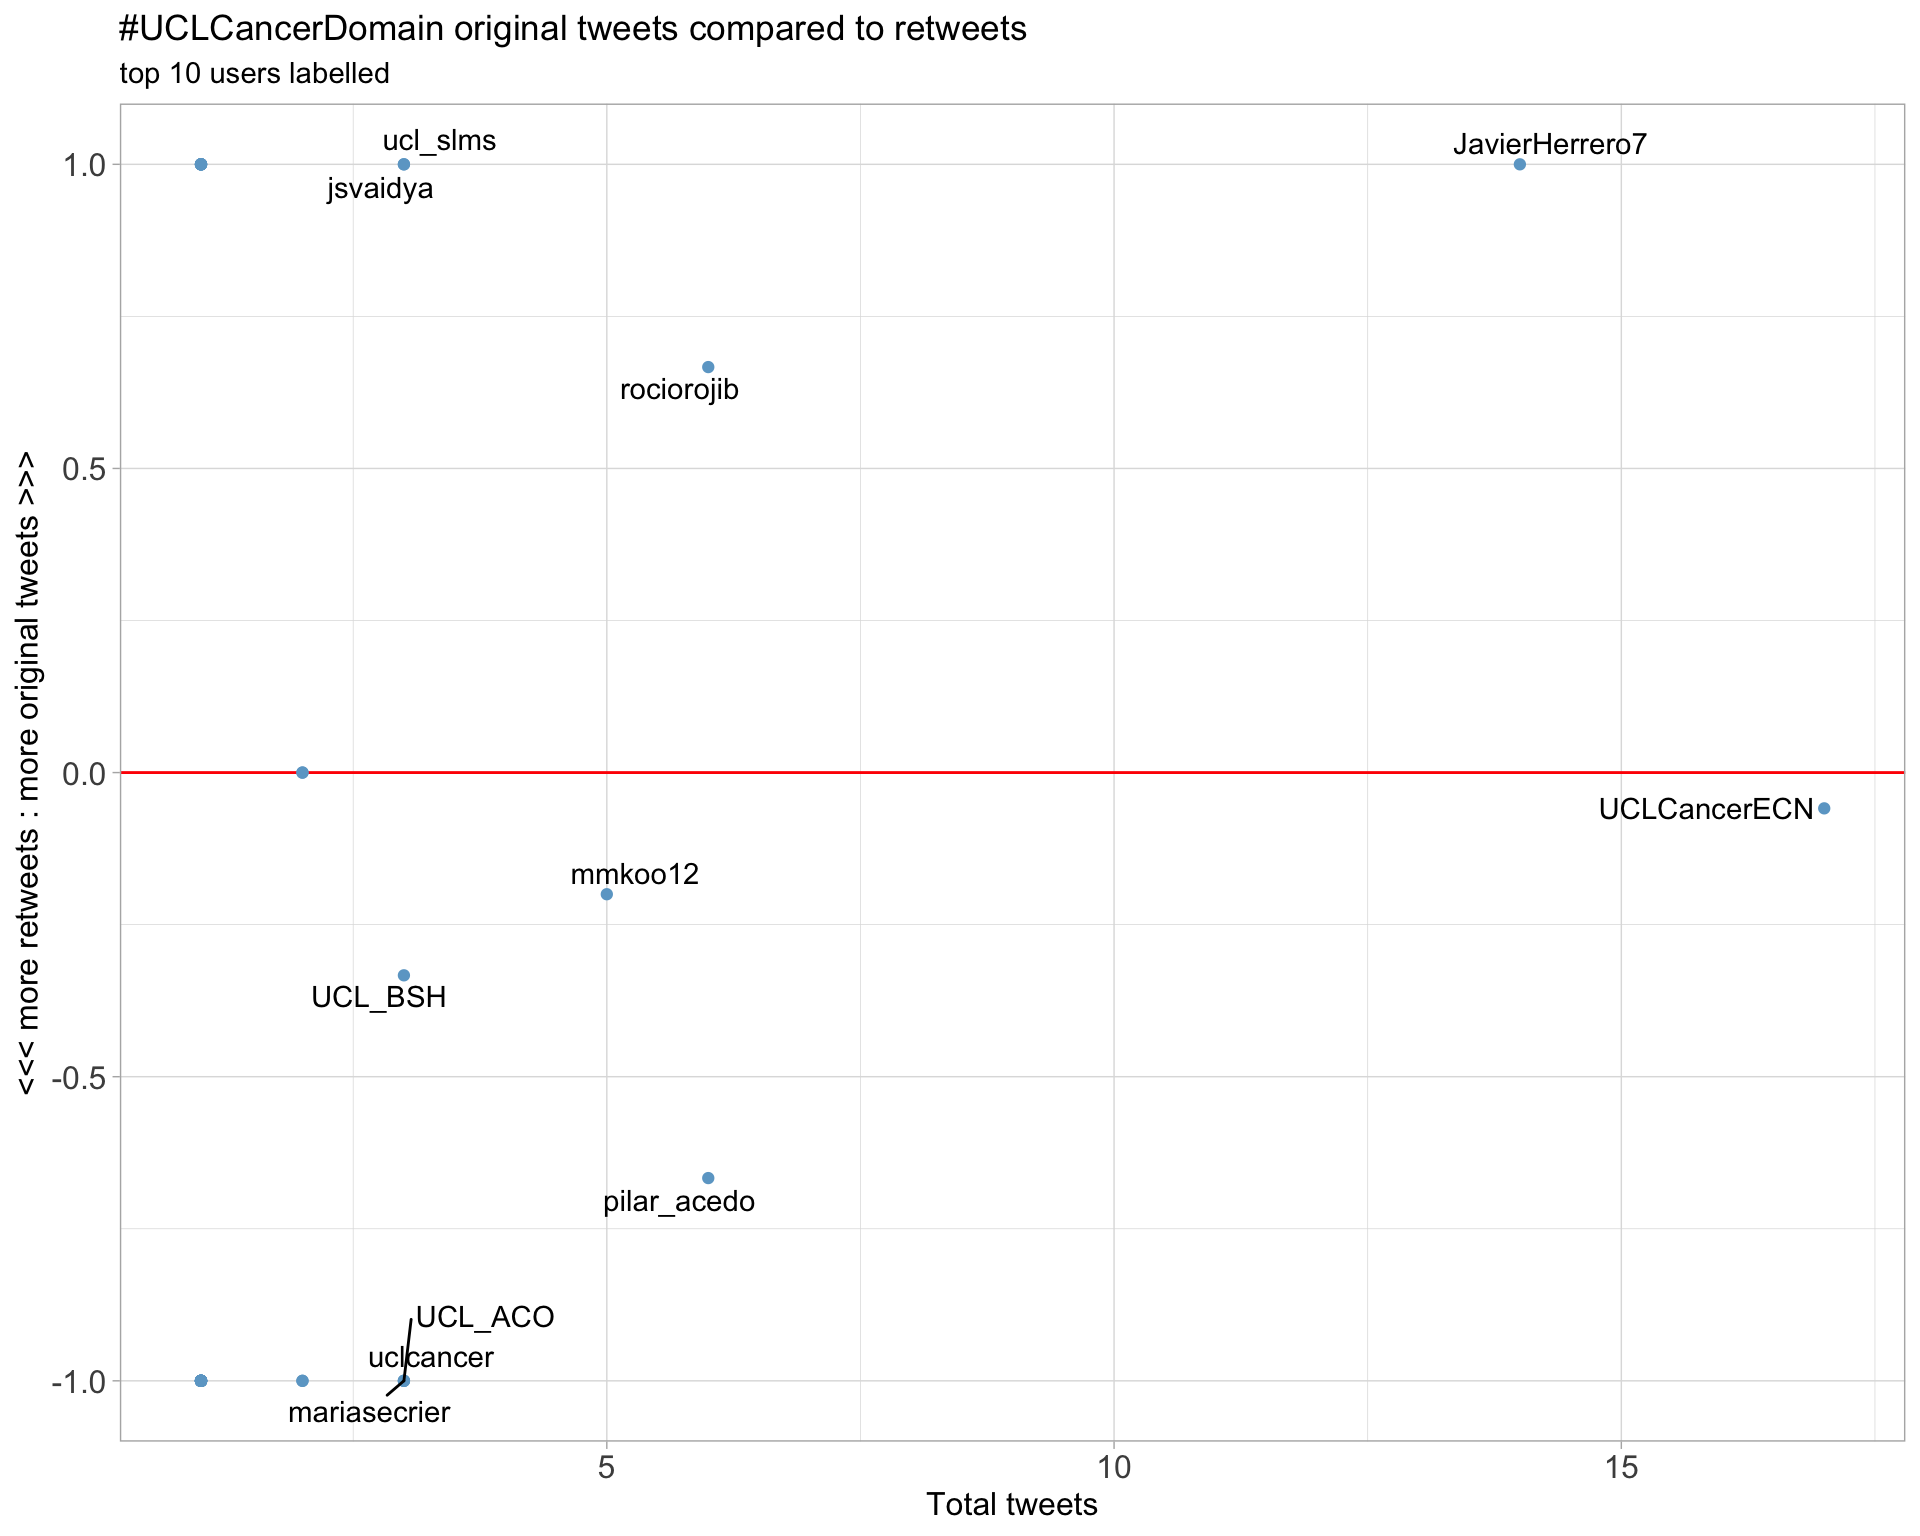 #UCLCancerDomain original tweets compared to retweets
top 10 users labelled
<<< more retweets : more original tweets >>>
1.0
0.5
0.0
-0.5
-1.0
ucl_slms
JavierHerrero7
jsvaidya
rociorojib
UCLCancerECN
mmkoo12
UCL_BSH
pilar_acedo
UCL_ACO
uclcancer
mariasecrier
5
10
15
Total tweets